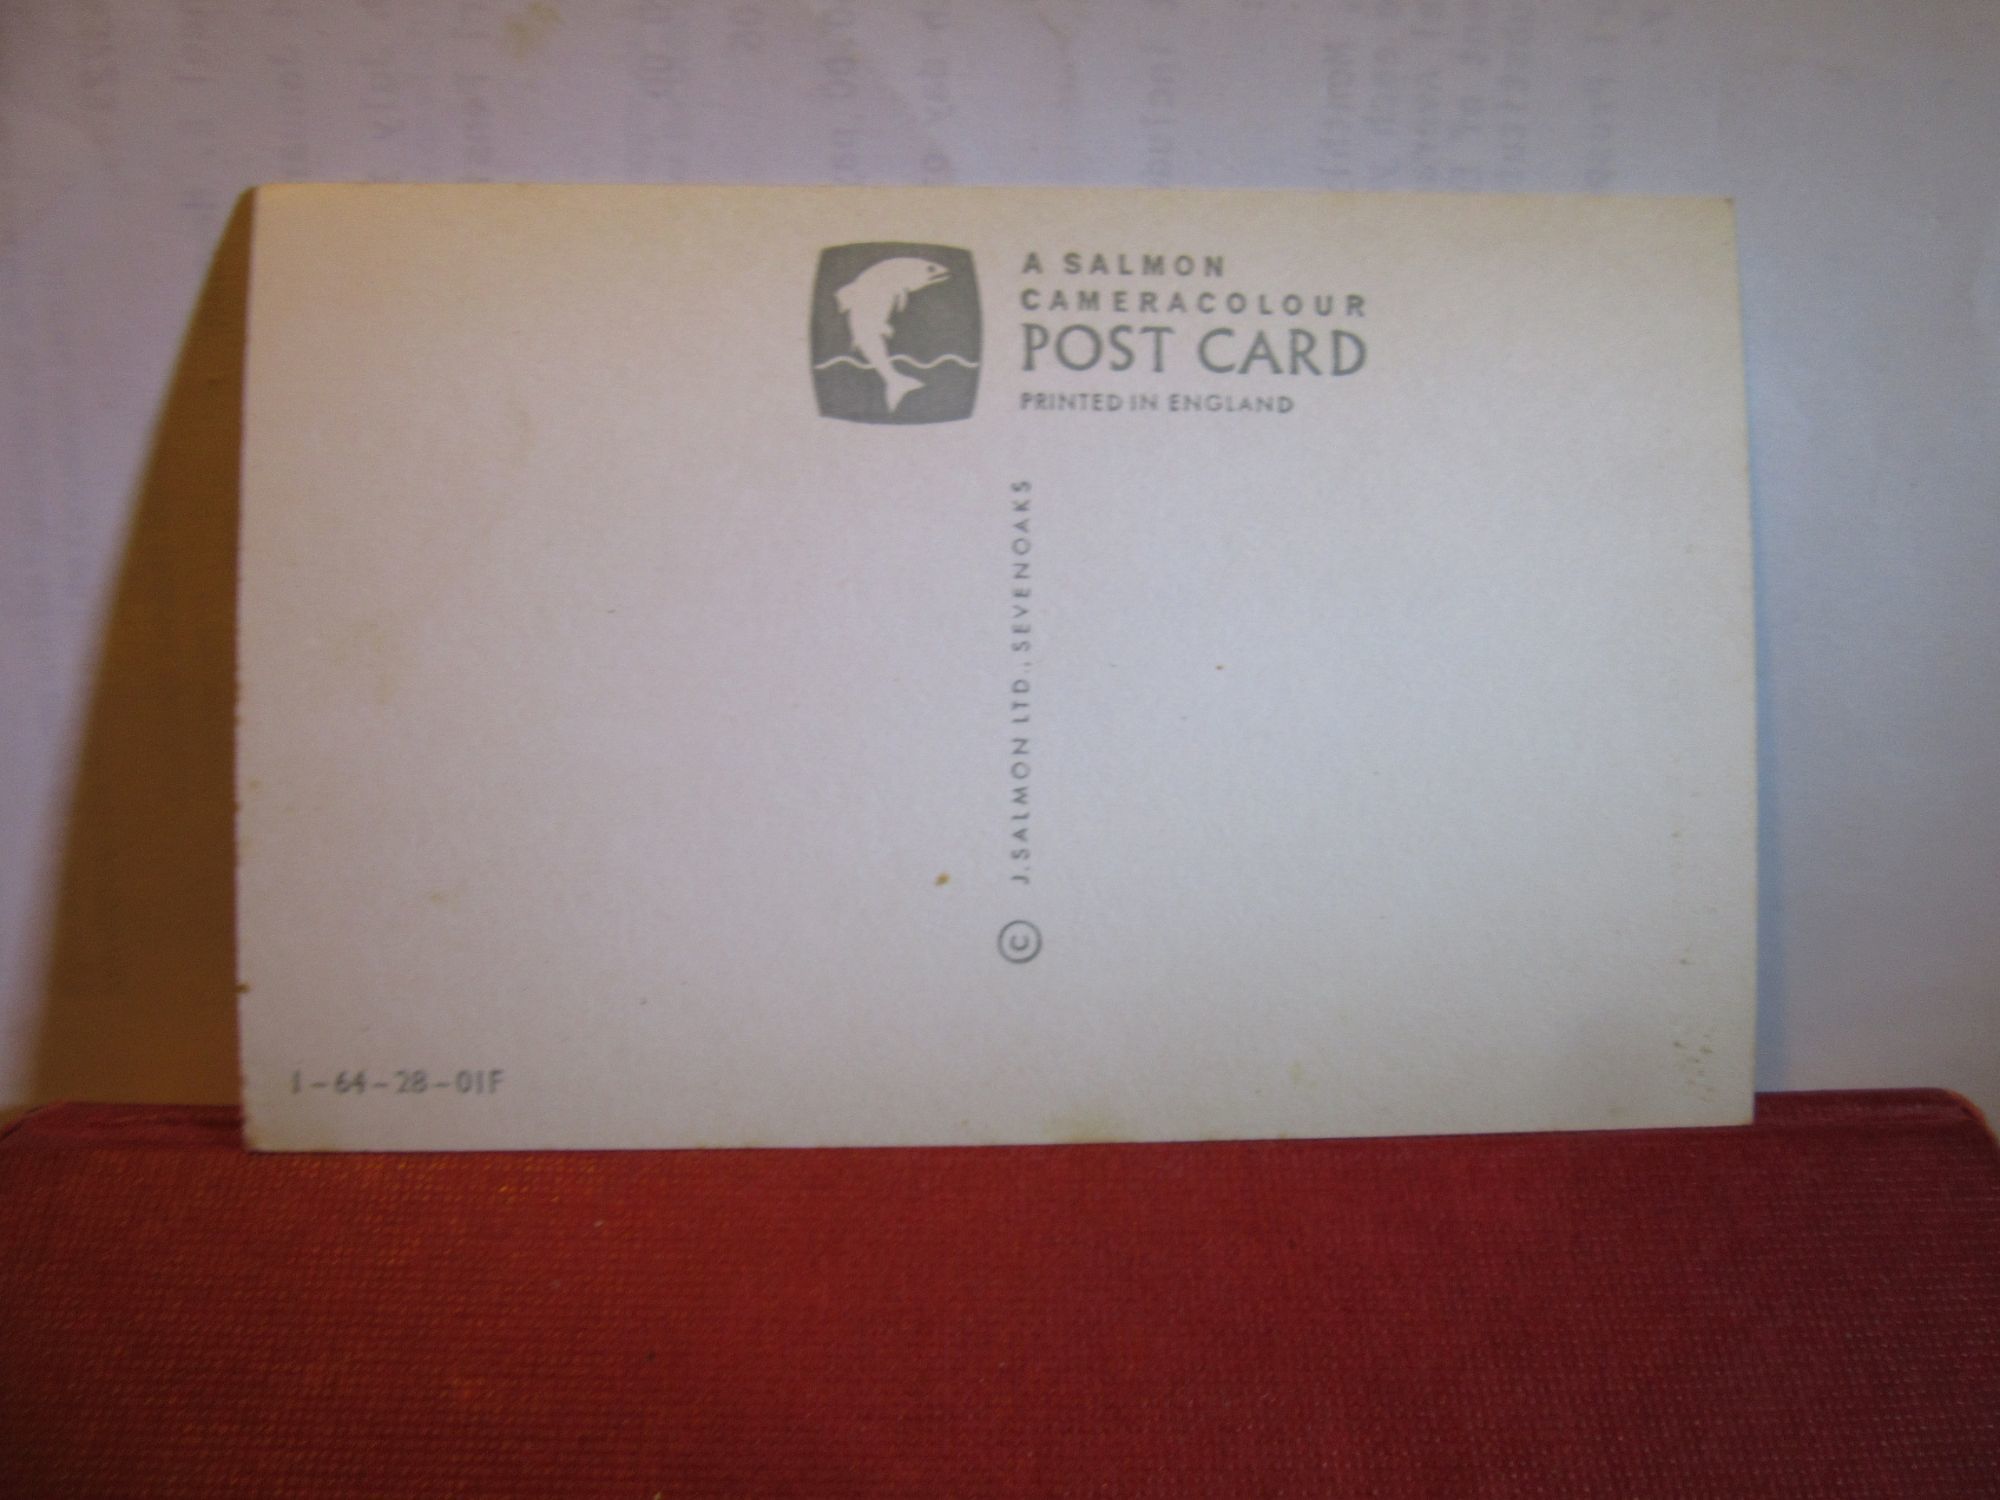 A SALMON
CAMERACOLOUR
POST CARD
PRINTED IN ENGLAND
© J. SALMON LTD., SEVENOAKS
1-64-28-01F